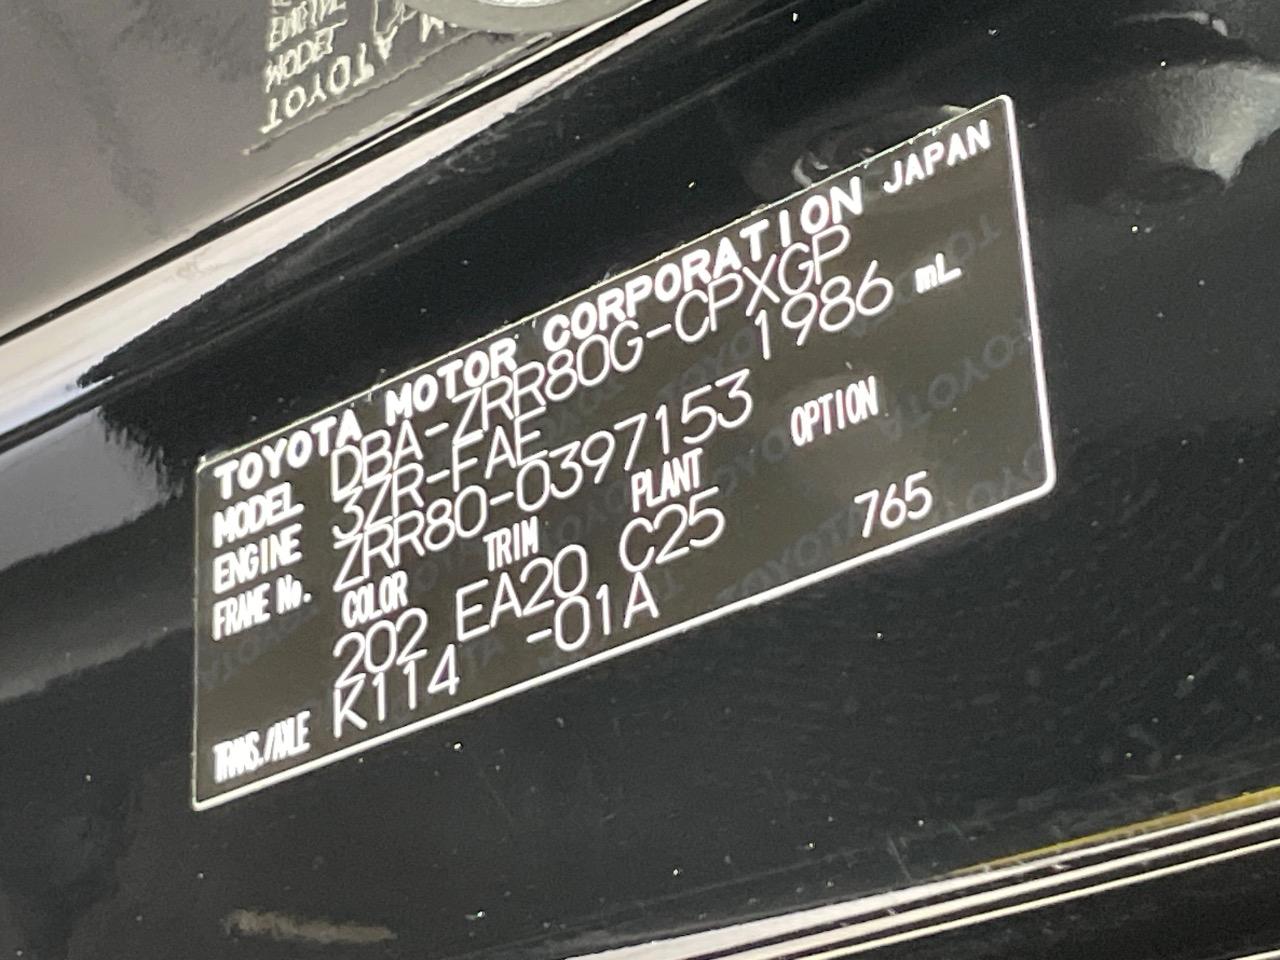 TOYOTA MOTOR CORPORATION JAPAN
MODEL DBA-ZRR80G-CPXGP
ENGINE 3ZR-FAE 1986 mL
FRAME No. ZRR80-0397153
COLOR TRIM PLANT OPTION
202 EA20 C25 765
TRANS./AXLE K114 -01A